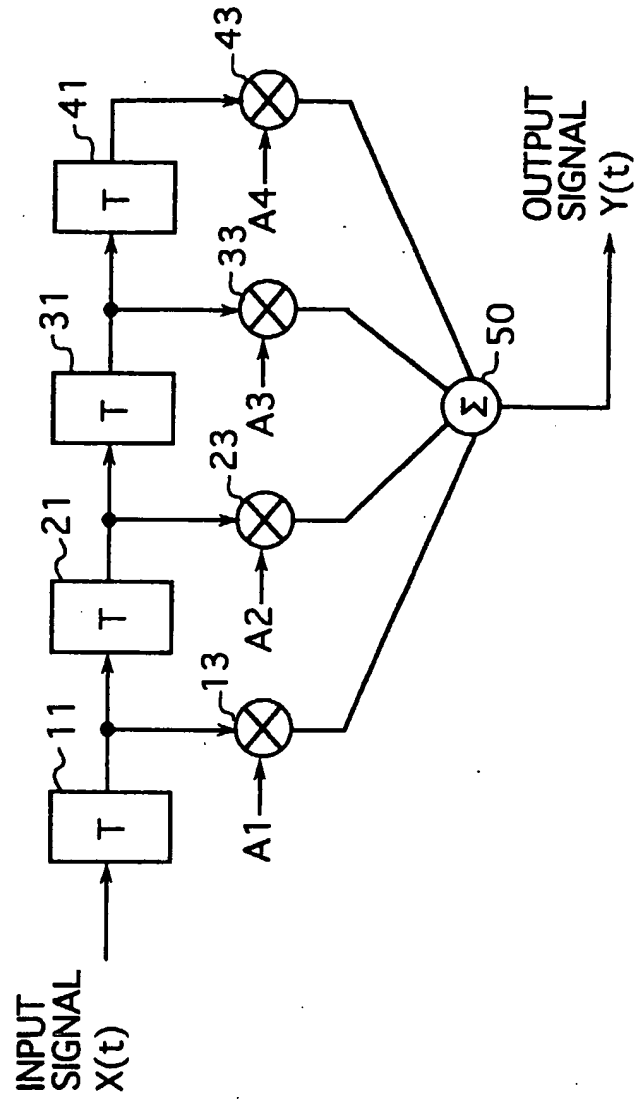 INPUT
SIGNAL
X(t)
T
11
T
21
T
31
T
41
A1
13
A2
23
A3
33
A4
43
Σ
50
OUTPUT
SIGNAL
Y(t)